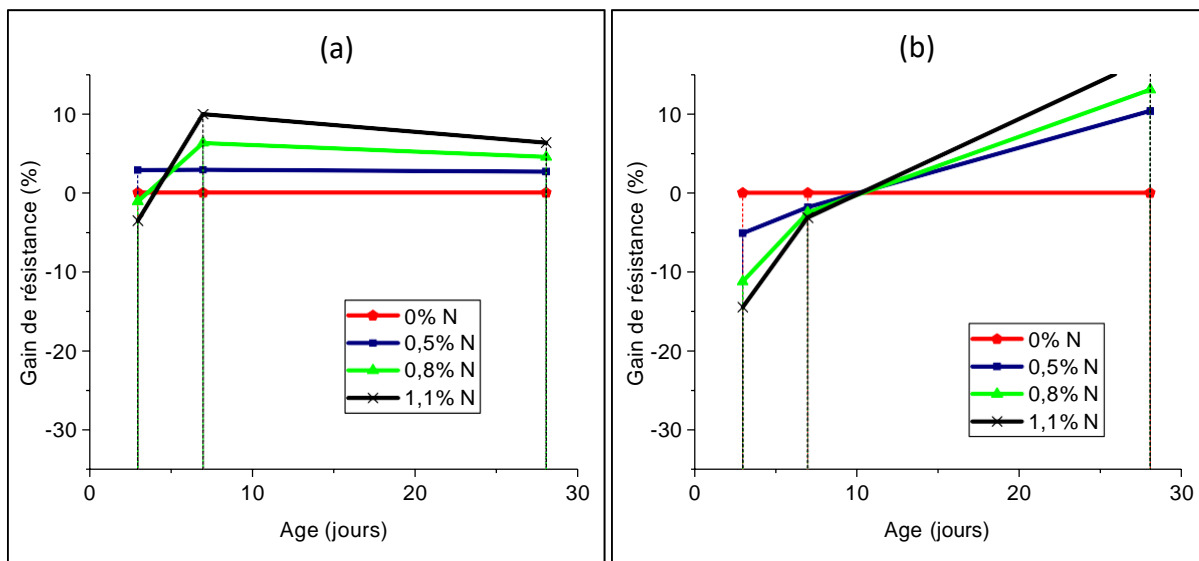 (a)
Gain de résistance (%)
10
0
-10
-20
-30
0% N
0,5% N
0,8% N
1,1% N
0
10
20
30
Age (jours)
(b)
Gain de résistance (%)
10
0
-10
-20
-30
0% N
0,5% N
0,8% N
1,1% N
0
10
20
30
Age (jours)